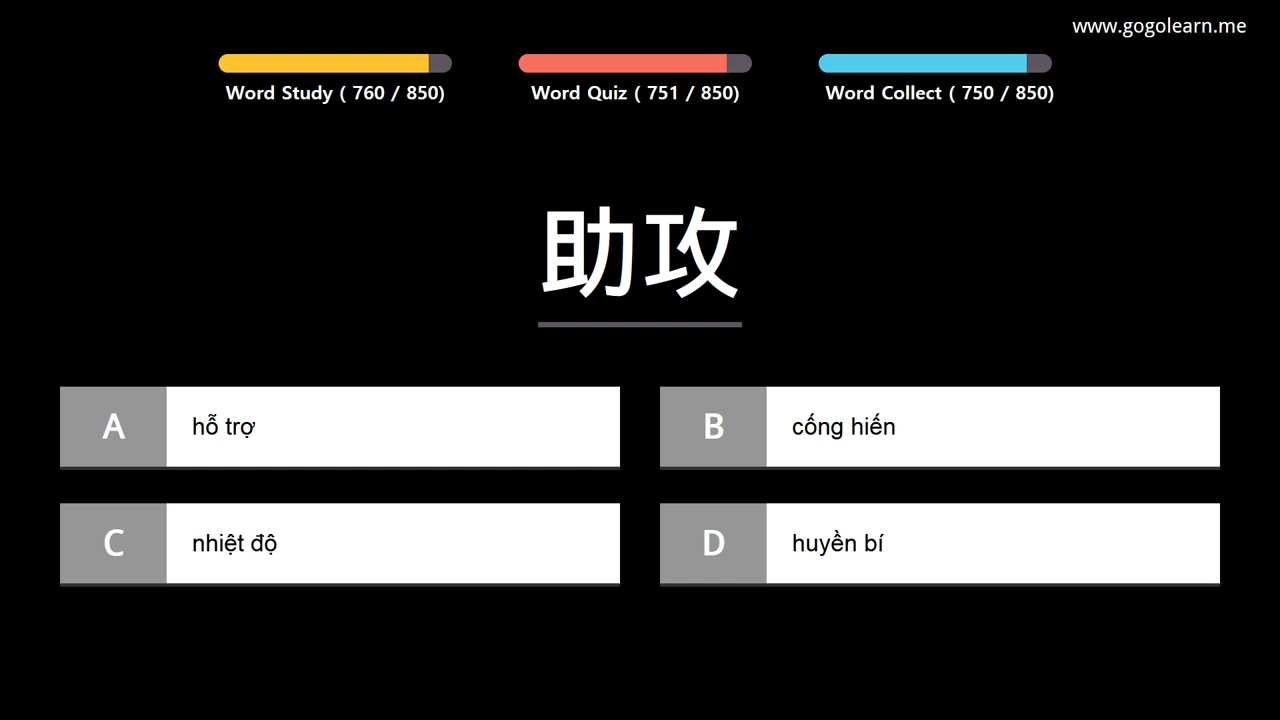 www.gogolearn.me
Word Study ( 760 / 850)
Word Quiz ( 751 / 850)
Word Collect ( 750 / 850)
助攻
A hỗ trợ
B cống hiến
C nhiệt độ
D huyền bí